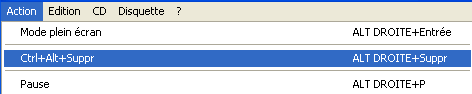 Action Edition CD Disquette ?
Mode plein écran ALT DROITE+Entrée
Ctrl+Alt+Suppr ALT DROITE+Suppr
Pause ALT DROITE+P